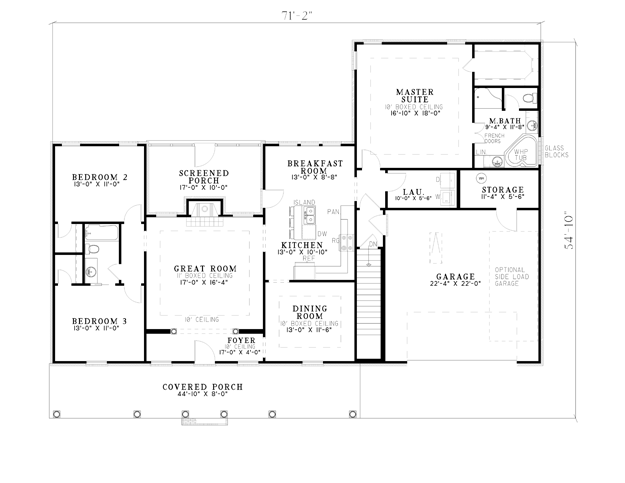 71'-2"
MASTER
SUITE
10' BOXED CEILING
16'-10" X 18'-0"
M.BATH
9'-4" X 11'-8"
FRENCH
DOORS
LIN
WHP
TUB
GLASS
BLOCKS
BEDROOM 2
13'-0" X 11'-0"
SCREENED
PORCH
17'-0" X 10'-0"
BREAKFAST
ROOM
13'-0" X 8'-8"
LAU.
10'-0" X 5'-6"
D
W
STORAGE
11'-4" X 5'-6"
ISLAND
PAN
DW
RG
KITCHEN
13'-0" X 10'-10"
REF
DN
54'-10"
GREAT ROOM
11' BOXED CEILING
17'-0" X 16'-4"
10' CEILING
GARAGE
22'-4" X 22'-0"
OPTIONAL
SIDE LOAD
GARAGE
BEDROOM 3
13'-0" X 11'-0"
DINING
ROOM
10' BOXED CEILING
13'-0" X 11'-6"
FOYER
10' CEILING
17'-0" X 4'-0"
COVERED PORCH
44'-10" X 8'-0"